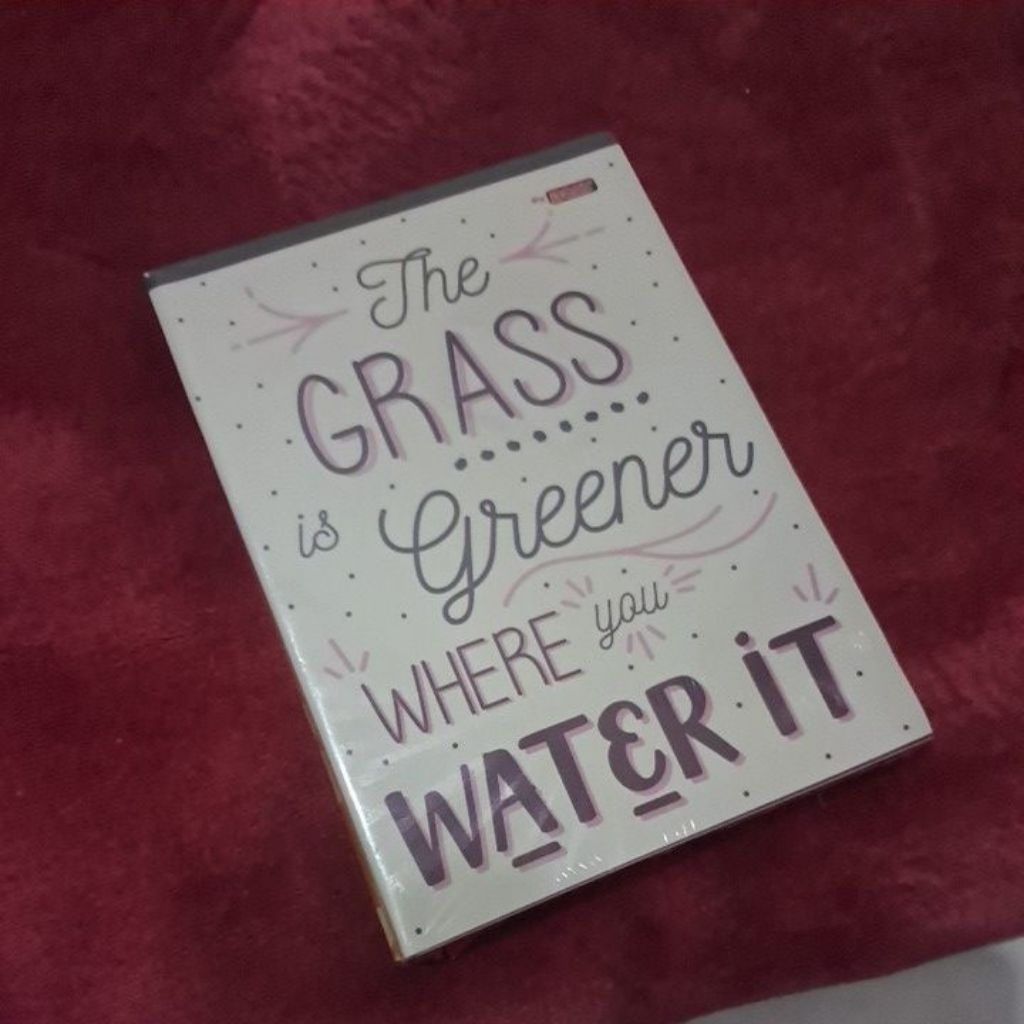 The
GRASS
is Greener
WHERE you
WATER iT